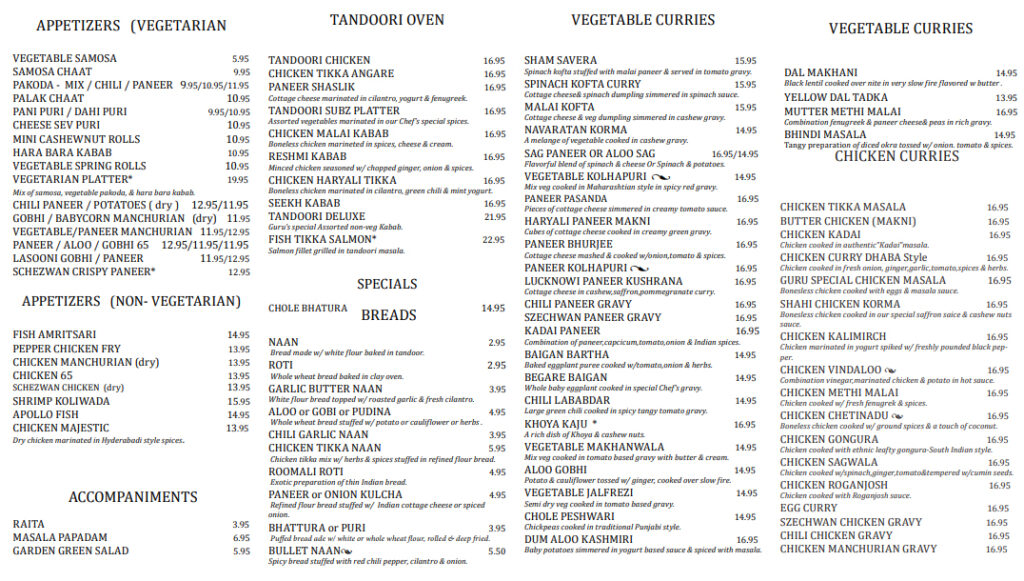 APPETIZERS (VEGETARIAN
VEGETABLE SAMOSA 5.95
SAMOSA CHAAT 9.95
PAKODA - MIX / CHILI / PANEER 9.95/10.95/11.95
PALAK CHAAT 10.95
PANI PURI / DAHI PURI 9.95/10.95
CHEESE SEV PURI 10.95
MINI CASHEWNUT ROLLS 10.95
HARA BARA KABAB 10.95
VEGETABLE SPRING ROLLS 10.95
VEGETARIAN PLATTER* 19.95
Mix of samosa, vegetable pakoda, & hara bara kabab.
CHILI PANEER / POTATOES ( dry ) 12.95/11.95
GOBHI / BABYCORN MANCHURIAN (dry) 11.95
VEGETABLE/PANEER MANCHURIAN 11.95/12.95
PANEER / ALOO / GOBHI 65 12.95/11.95/11.95
LASOONI GOBHI / PANEER 11.95/12.95
SCHEZWAN CRISPY PANEER* 12.95
APPETIZERS (NON- VEGETARIAN)
FISH AMRITSARI 14.95
PEPPER CHICKEN FRY 13.95
CHICKEN MANCHURIAN (dry) 13.95
CHICKEN 65 13.95
SCHEZWAN CHICKEN (dry) 13.95
SHRIMP KOLIWADA 15.95
APOLLO FISH 14.95
CHICKEN MAJESTIC 13.95
Dry chicken marinated in Hyderabadi style spices.
ACCOMPANIMENTS
RAITA 3.95
MASALA PAPADAM 6.95
GARDEN GREEN SALAD 5.95
TANDOORI OVEN
TANDOORI CHICKEN 16.95
CHICKEN TIKKA ANGARE 16.95
PANEER SHASLIK 16.95
Cottage cheese marinated in cilantro, yogurt & fenugreek.
TANDOORI SUBZ PLATTER 16.95
Assorted vegetables marinated in our Chef's special spices.
CHICKEN MALAI KABAB 16.95
Boneless chicken marinated in spices, cheese & cream.
RESHMI KABAB 16.95
Minced chicken seasoned w/ chopped ginger, onion & spices.
CHICKEN HARYALI TIKKA 16.95
Boneless chicken marinated in cilantro, green chili & mint yogurt.
SEEKH KABAB 16.95
TANDOORI DELUXE 21.95
Guru's special Assorted non-veg Kabab.
FISH TIKKA SALMON* 22.95
Salmon fillet grilled in tandoori masala.
SPECIALS
CHOLE BHATURA 14.95
BREADS
NAAN 2.95
Bread made w/ white flour baked in tandoor.
ROTI 2.95
Whole wheat bread baked in clay oven.
GARLIC BUTTER NAAN 3.95
White flour bread topped w/ roasted garlic & fresh cilantro.
ALOO or GOBI or PUDINA 4.95
Whole wheat bread stuffed w/ potato or cauliflower or herbs .
CHILI GARLIC NAAN 3.95
CHICKEN TIKKA NAAN 5.95
Chicken tikka mix w/ herbs & spices stuffed in refined flour bread.
ROOMALI ROTI 4.95
Exotic preparation of thin Indian bread.
PANEER or ONION KULCHA 4.95
Refined flour bread stuffed w/ Indian cottage cheese or spiced
onion.
BHATTURA or PURI 3.95
Puffed bread ade w/ white or whole wheat flour, rolled & deep fried.
BULLET NAAN 5.50
Spicy bread stuffed with red chili pepper, cilantro & onion.
VEGETABLE CURRIES
SHAM SAVERA 15.95
Spinach kofta stuffed with malai paneer & served in tomato gravy.
SPINACH KOFTA CURRY 15.95
Cottage cheese& spinach dumpling simmered in spinach sauce.
MALAI KOFTA 15.95
Cottage cheese & veg dumpling simmered in cashew gravy.
NAVARATAN KORMA 14.95
A melange of vegetable cooked in cashew gravy.
SAG PANEER OR ALOO SAG 16.95/14.95
Flavorful blend of spinach & cheese Or Spinach & potatoes.
VEGETABLE KOLHAPURI 14.95
Mix veg cooked in Maharashtian style in spicy red gravy.
PANEER PASANDA 16.95
Pieces of cottage cheese simmered in creamy tomato sauce.
HARYALI PANEER MAKNI 16.95
Cubes of cottage cheese cooked in creamy green gravy.
PANEER BHURJEE 16.95
Cottage cheese mashed & cooked w/onion,tomato & spices.
PANEER KOLHAPURI 16.95
LUCKNOWI PANEER KUSHRANA 16.95
Cottage cheese in cashew,saffron,pommegranate curry.
CHILI PANEER GRAVY 16.95
SZECHWAN PANEER GRAVY 16.95
KADAI PANEER 16.95
Combination of paneer,capcicum,tomato,onion & Indian spices.
BAIGAN BARTHA 14.95
Baked eggplant puree cooked w/tomato,onion & herbs.
BEGARE BAIGAN 14.95
Whole baby eggplant cooked in special Chef's gravy.
CHILI LABABDAR 14.95
Large green chili cooked in spicy tangy tomato gravy.
KHOYA KAJU * 16.95
A rich dish of Khoya & cashew nuts.
VEGETABLE MAKHANWALA 14.95
Mix veg cooked in tomato based gravy with butter & cream.
ALOO GOBHI 14.95
Potato & cauliflower tossed w/ ginger, cooked over slow fire.
VEGETABLE JALFREZI 14.95
Semi dry veg cooked in tomato based gravy.
CHOLE PESHWARI 14.95
Chickpeas cooked in traditional Punjabi style.
DUM ALOO KASHMIRI 16.95
Baby potatoes simmered in yogurt based sauce & spiced with masala.
VEGETABLE CURRIES
DAL MAKHANI 14.95
Black lentil cooked over nite in very slow fire flavored w butter .
YELLOW DAL TADKA 13.95
MUTTER METHI MALAI 16.95
Combination fenugreek & paneer cheese& peas in rich gravy.
BHINDI MASALA 14.95
Tangy preparation of diced okra tossed w/ onion. tomato & spices.
CHICKEN CURRIES
CHICKEN TIKKA MASALA 16.95
BUTTER CHICKEN (MAKNI) 16.95
CHICKEN KADAI 16.95
Chicken cooked in authentic"Kadai"masala.
CHICKEN CURRY DHABA Style 16.95
Chicken cooked in fresh onion, ginger,garlic,tomato,spices & herbs.
GURU SPECIAL CHICKEN MASALA 16.95
Bonesless chicken cooked with eggs & masala sauce.
SHAHI CHICKEN KORMA 16.95
Bonesless chicken cooked in our special saffron saice & cashew nuts
sauce.
CHICKEN KALIMIRCH 16.95
Chicken marinated in yogurt spiked w/ freshly pounded black pep-
per.
CHICKEN VINDALOO 16.95
Combination vinegar,marinated chicken & potato in hot sauce.
CHICKEN METHI MALAI 16.95
Chicken cooked w/ fresh fenugrek & spices.
CHICKEN CHETINADU 16.95
Boneless chicken cooked w/ ground spices & a touch of coconut.
CHICKEN GONGURA 16.95
Chicken cooked with ethnic leafty gongura-South Indian style.
CHICKEN SAGWALA 16.95
Chicken cooked w/spinach,ginger,tomato&tempered w/cumin seeds.
CHICKEN ROGANJOSH 16.95
Chicken cooked with Roganjosh sauce.
EGG CURRY 16.95
SZECHWAN CHICKEN GRAVY 16.95
CHILI CHICKEN GRAVY 16.95
CHICKEN MANCHURIAN GRAVY 16.95